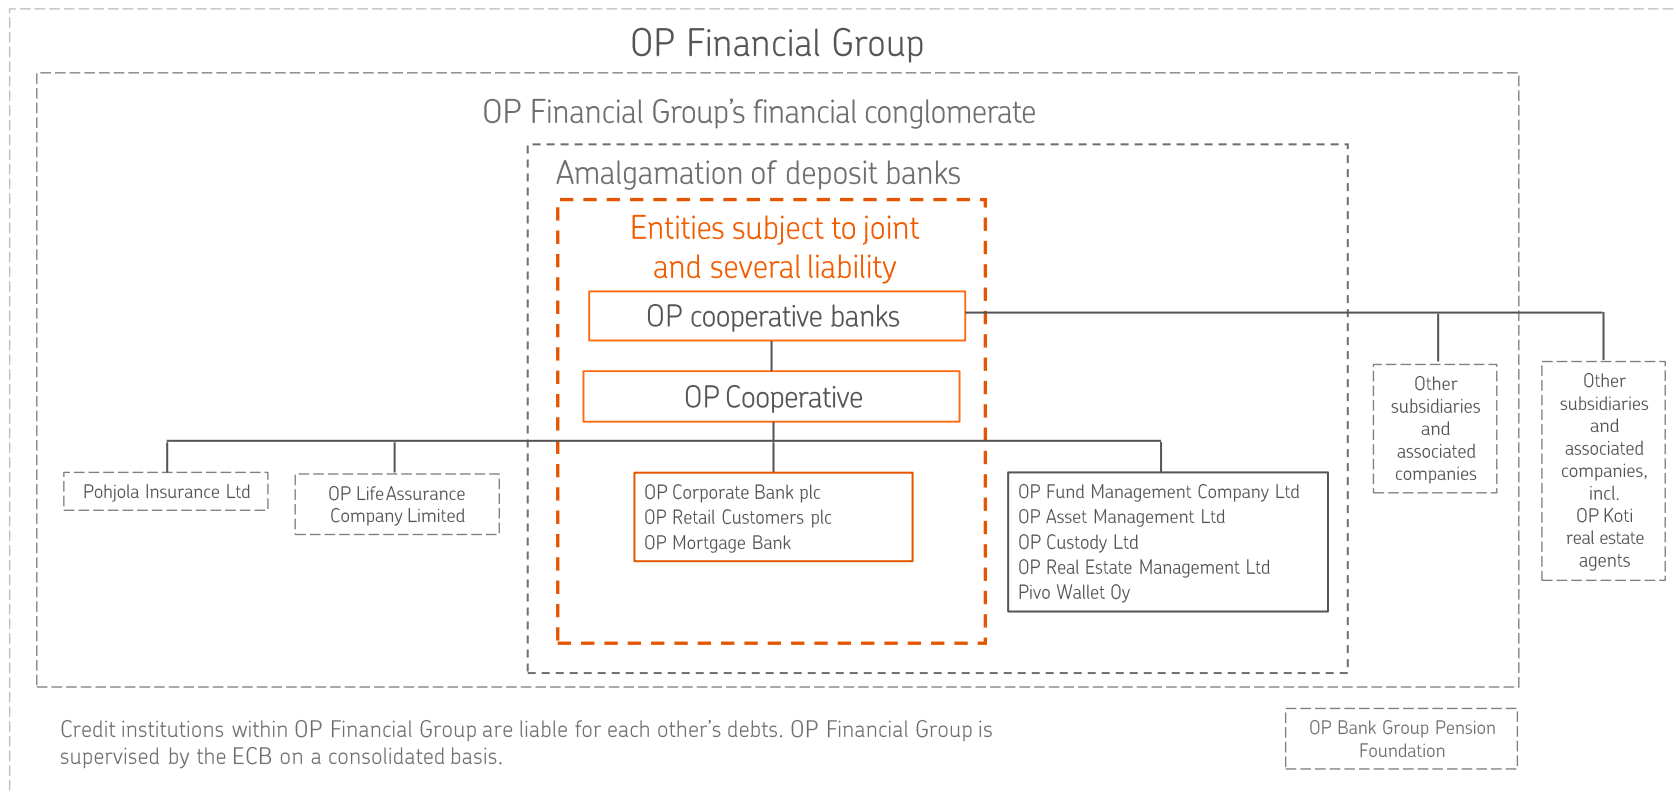 OP Financial Group
OP Financial Group's financial conglomerate
Amalgamation of deposit banks
Entities subject to joint
and several liability
OP cooperative banks
OP Cooperative
Pohjola Insurance Ltd
OP Life Assurance
Company Limited
OP Corporate Bank plc
OP Retail Customers plc
OP Mortgage Bank
OP Fund Management Company Ltd
OP Asset Management Ltd
OP Custody Ltd
OP Real Estate Management Ltd
Pivo Wallet Oy
Other
subsidiaries
and
associated
companies
Other
subsidiaries
and
associated
companies,
incl.
OP Koti
real estate
agents
Credit institutions within OP Financial Group are liable for each other's debts. OP Financial Group is
supervised by the ECB on a consolidated basis.
OP Bank Group Pension
Foundation